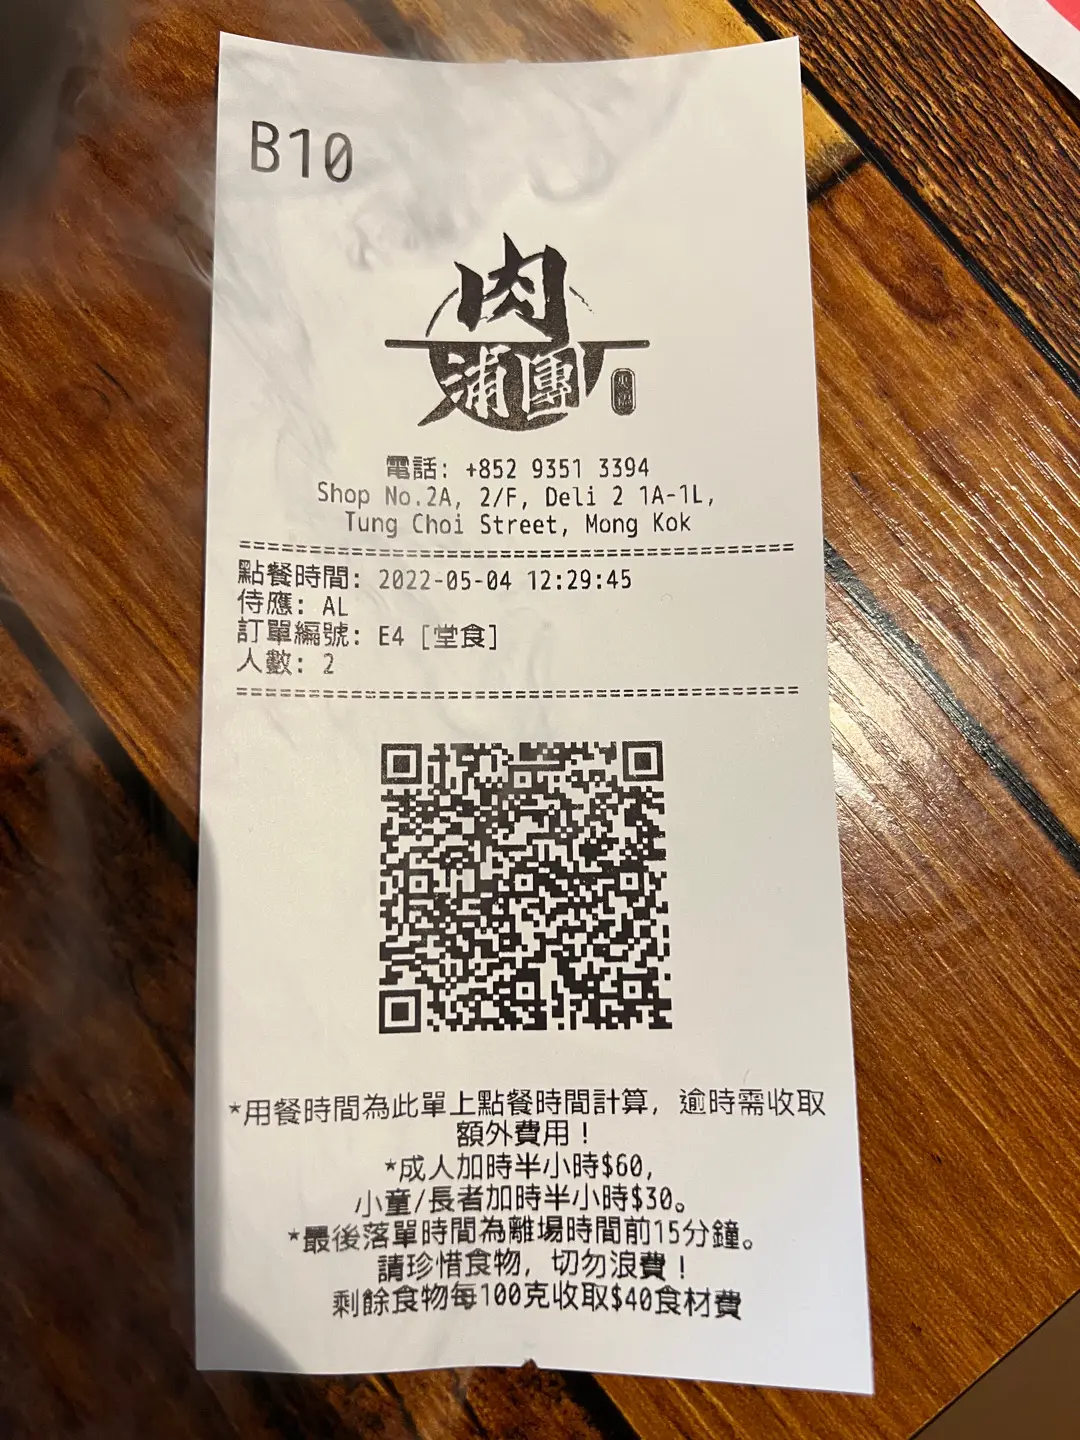 B10
肉
浦團
電話: +852 9351 3394
Shop No.2A, 2/F, Deli 2 1A-1L,
Tung Choi Street, Mong Kok
========================================
點餐時間: 2022-05-04 12:29:45
侍應: AL
訂單編號: E4 [堂食]
人數: 2
========================================
*用餐時間為此單上點餐時間計算, 逾時需收取
額外費用!
*成人加時半小時$60,
小童/長者加時半小時$30。
*最後落單時間為離場時間前15分鐘。
請珍惜食物, 切勿浪費!
剩餘食物每100克收取$40食材費